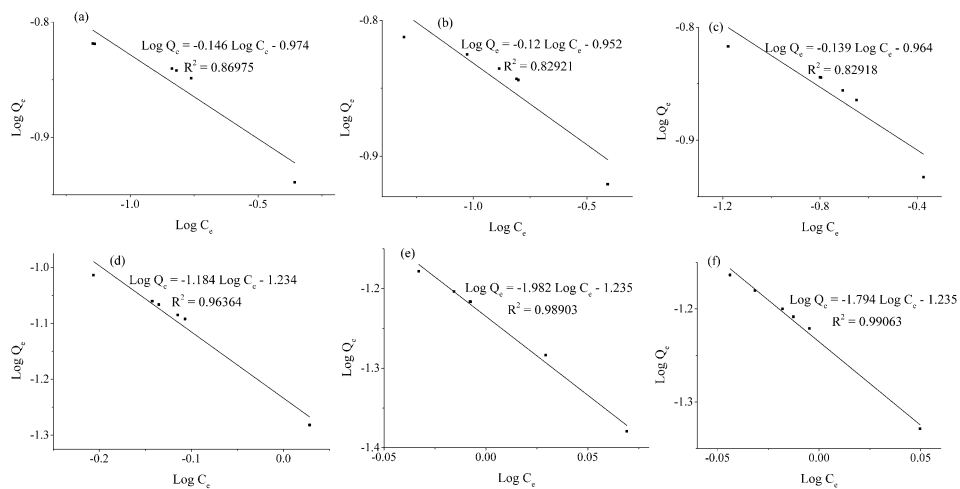 (a)
Log Qe = -0.146 Log Ce - 0.974
R² = 0.86975
-0.8
-0.9
Log Qe
-1.0
-0.5
Log Ce
(b)
Log Qe = -0.12 Log Ce - 0.952
R² = 0.82921
-0.8
-0.9
Log Qe
-1.0
-0.5
Log Ce
(c)
Log Qe = -0.139 Log Ce - 0.964
R² = 0.82918
-0.8
-0.9
Log Qe
-1.2
-0.8
-0.4
Log Ce
(d)
Log Qe = -1.184 Log Ce - 1.234
R² = 0.96364
-1.0
-1.1
-1.2
-1.3
Log Qe
-0.2
-0.1
0.0
Log Ce
(e)
Log Qe = -1.982 Log Ce - 1.235
R² = 0.98903
-1.2
-1.3
-1.4
Log Qe
-0.05
0.00
0.05
Log Ce
(f)
Log Qe = -1.794 Log Ce - 1.235
R² = 0.99063
-1.2
-1.3
Log Qe
-0.05
0.00
0.05
Log Ce